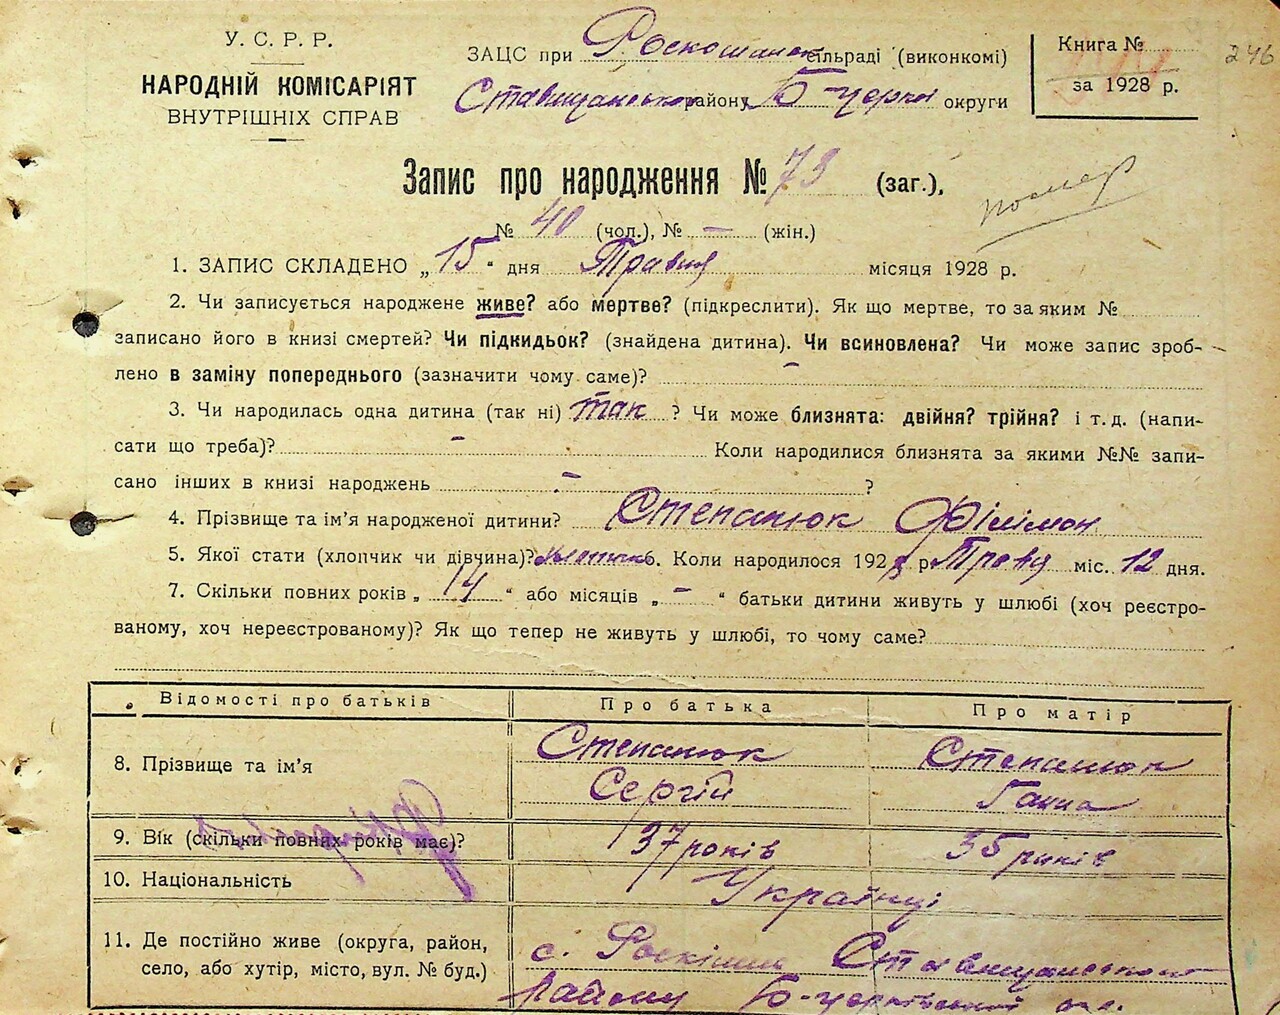 У. С. Р. Р.
НАРОДНІЙ КОМІСАРІЯТ
ВНУТРІШНІХ СПРАВ
ЗАЦС при Роскошанск сільраді (виконкомі)
Ставищанськ району Б-Церкв округи
Книга №
за 1928 р.
246
Запис про народження № 73 (заг.),
№ 40 (чол.), № — (жін.)
помер
1. ЗАПИС СКЛАДЕНО „15" дня Травня місяця 1928 р.
2. Чи записується народжене живе? або мертве? (підкреслити). Як що мертве, то за яким №
записано його в книзі смертей? Чи підкидьок? (знайдена дитина). Чи всиновлена? Чи може запис зроб-
лено в заміну попереднього (зазначити чому саме)? –
3. Чи народилась одна дитина (так ні) так ? Чи може близнята: двійня? трійня? і т. д. (напи-
сати що треба)? – Коли народилися близнята за якими №№ запи-
сано інших в книзі народжень – ?
4. Прізвище та ім'я народженої дитини? Степанюк Філімон
5. Якої стати (хлопчик чи дівчина)? хлопчик 6. Коли народилося 1928 р. Травня міс. 12 дня.
7. Скільки повних років „ 14 " або місяців „ – " батьки дитини живуть у шлюбі (хоч реєстро-
ваному, хоч нереєстрованому)? Як що тепер не живуть у шлюбі, то чому саме?
Відомості про батьків Про батька Про матір
8. Прізвище та ім'я Степанюк Сергій Степанюк Ганна
9. Вік (скільки повних років має)? 37 років 35 років
10. Національність Українці
11. Де постійно живе (округа, район, с. Роскішна Ставищанського
село, або хутір, місто, вул. № буд.) району Б-Церківської окр.